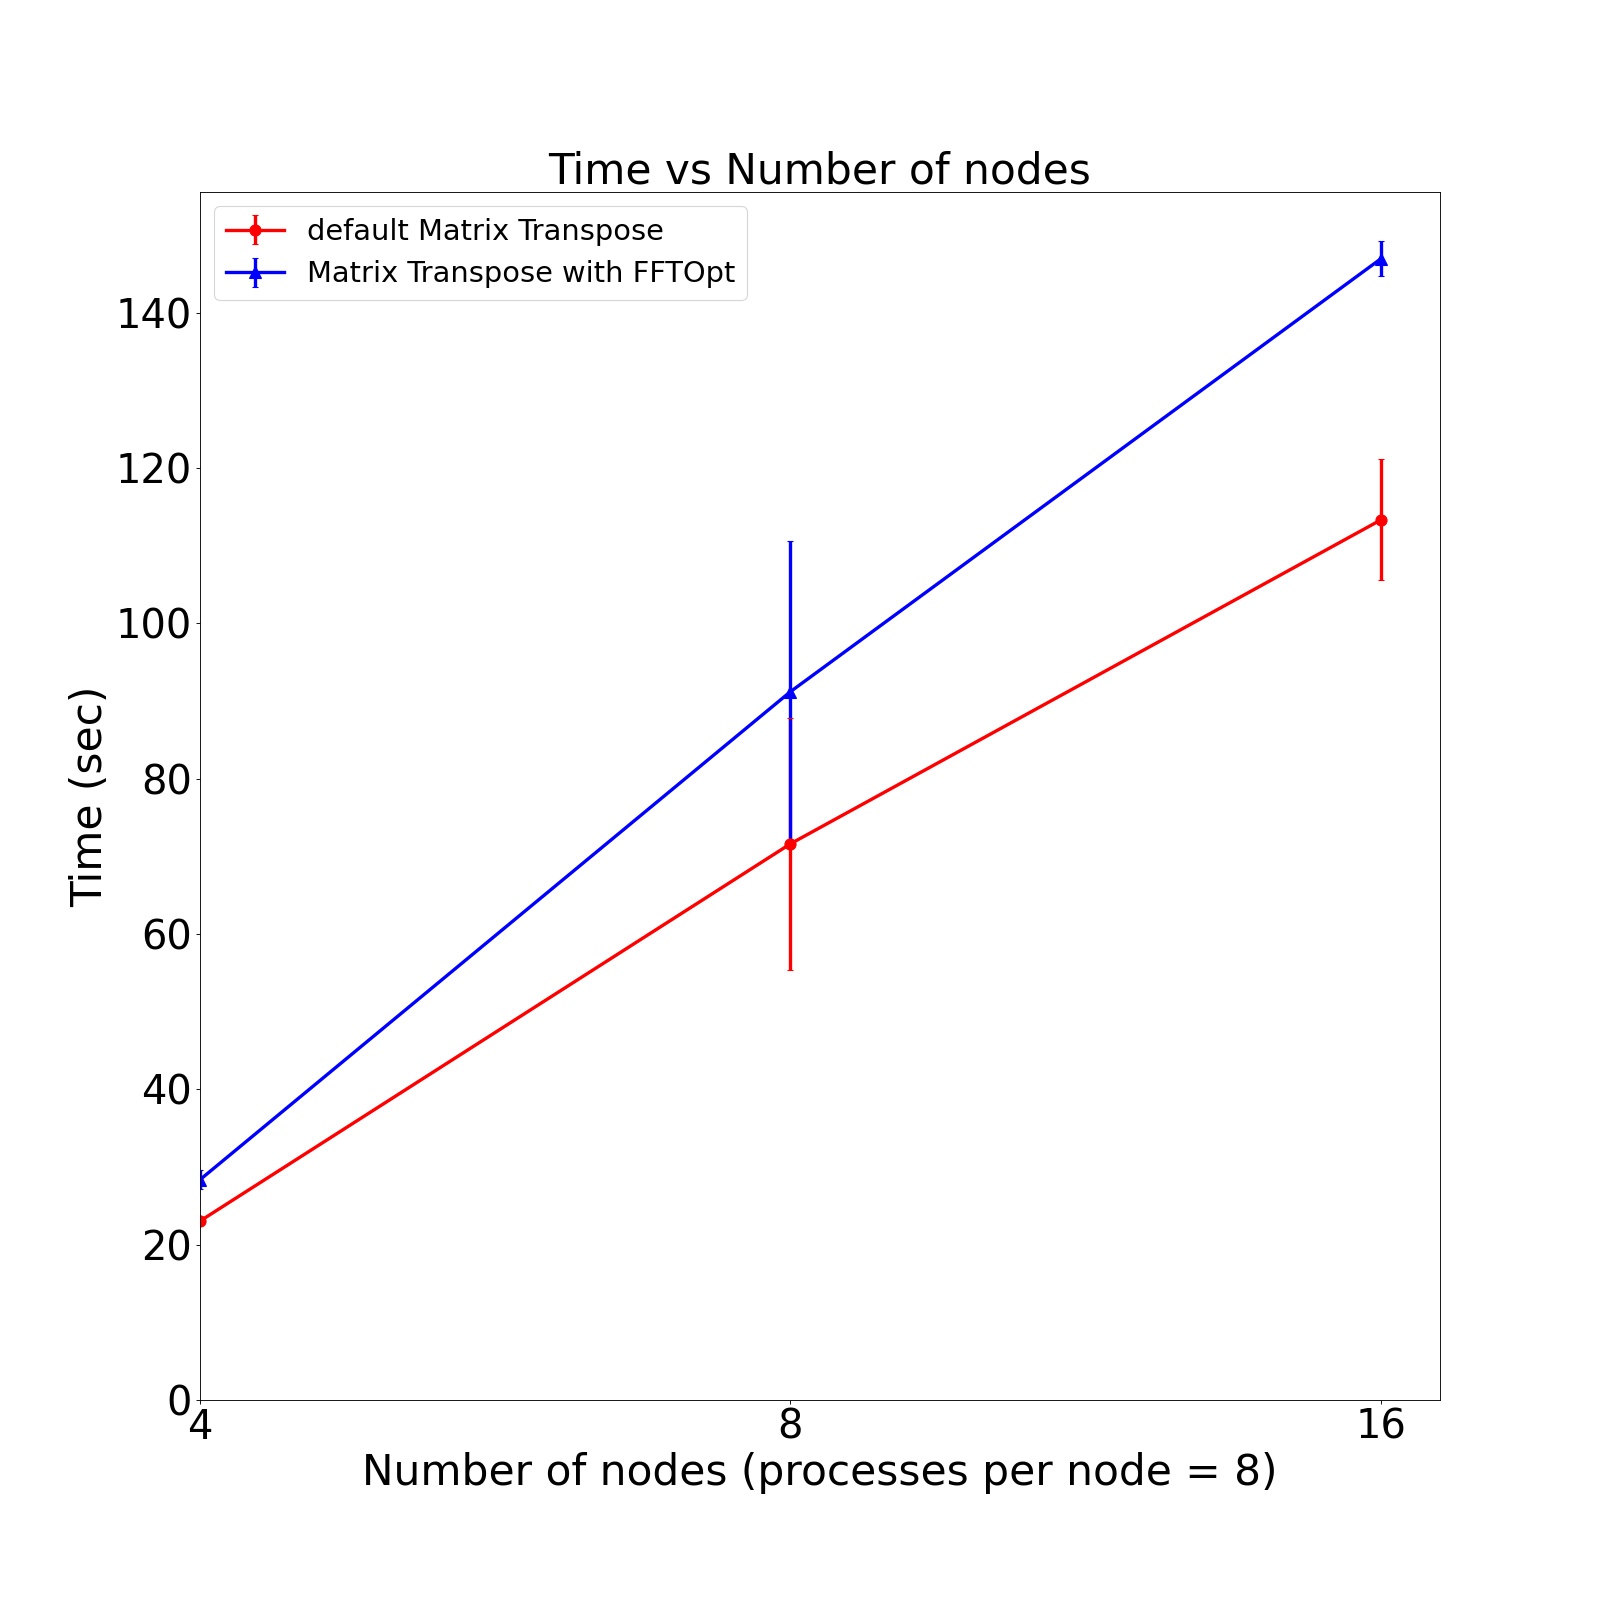 Time vs Number of nodes
default Matrix Transpose
Matrix Transpose with FFTOpt
140
120
100
80
60
40
20
0
Time (sec)
4 8 16
Number of nodes (processes per node = 8)